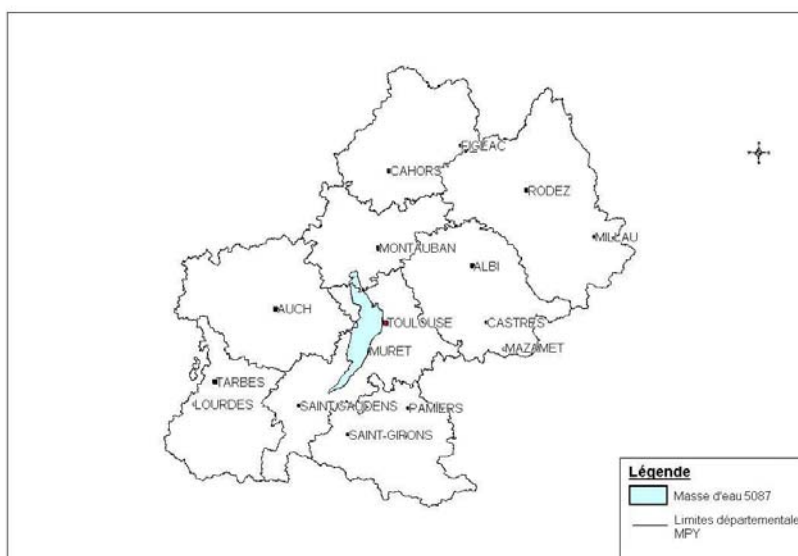 FIGEAC
CAHORS
RODEZ
MILLAU
MONTAUBAN
ALBI
AUCH
TOULOUSE
CASTRES
MURET
MAZAMET
TARBES
LOURDES
SAINT-GAUDENS
PAMIERS
SAINT-GIRONS
Légende
Masse d'eau 5087
Limites départementale
MPY